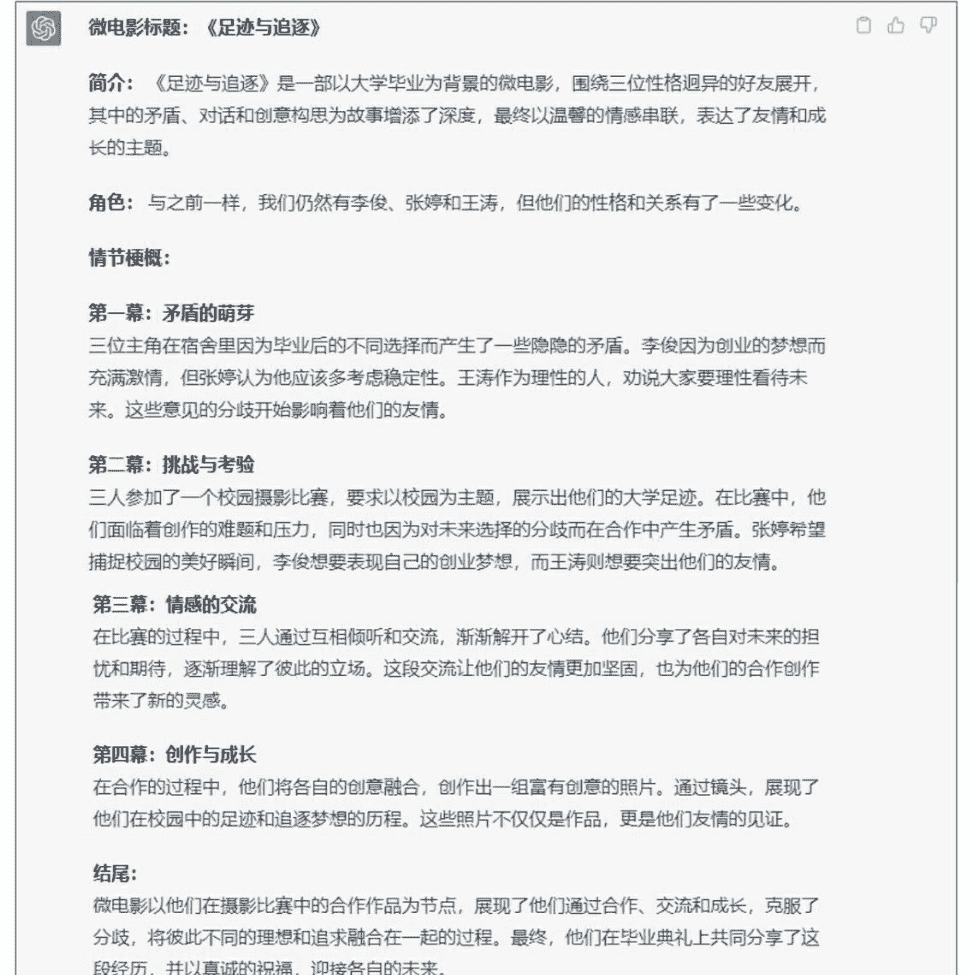 微电影标题：《足迹与追逐》
简介：《足迹与追逐》是一部以大学毕业为背景的微电影，围绕三位性格迥异的好友展开，
其中的矛盾、对话和创意构思为故事增添了深度，最终以温馨的情感串联，表达了友情和成
长的主题。
角色：与之前一样，我们仍然有李俊、张婷和王涛，但他们的性格和关系有了一些变化。
情节梗概：
第一幕：矛盾的萌芽
三位主角在宿舍里因为毕业后的不同选择而产生了一些隐隐的矛盾。李俊因为创业的梦想而
充满激情，但张婷认为他应该多考虑稳定性。王涛作为理性的人，劝说大家要理性看待未
来。这些意见的分歧开始影响着他们的友情。
第二幕：挑战与考验
三人参加了一个校园摄影比赛，要求以校园为主题，展示出他们的大学足迹。在比赛中，他
们面临着创作的难题和压力，同时也因为对未来选择的分歧而在合作中产生矛盾。张婷希望
捕捉校园的美好瞬间，李俊想要表现自己的创业梦想，而王涛则想要突出他们的友情。
第三幕：情感的交流
在比赛的过程中，三人通过互相倾听和交流，渐渐解开了心结。他们分享了各自对未来的担
忧和期待，逐渐理解了彼此的立场。这段交流让他们的友情更加坚固，也为他们的合作创作
带来了新的灵感。
第四幕：创作与成长
在合作的过程中，他们将各自的创意融合，创作出一组富有创意的照片。通过镜头，展现了
他们在校园中的足迹和追逐梦想的历程。这些照片不仅仅是作品，更是他们友情的见证。
结尾：
微电影以他们在摄影比赛中的合作作品为节点，展现了他们通过合作、交流和成长，克服了
分歧，将彼此不同的理想和追求融合在一起的过程。最终，他们在毕业典礼上共同分享了这
段经历，并以真诚的祝福，迎接各自的未来。